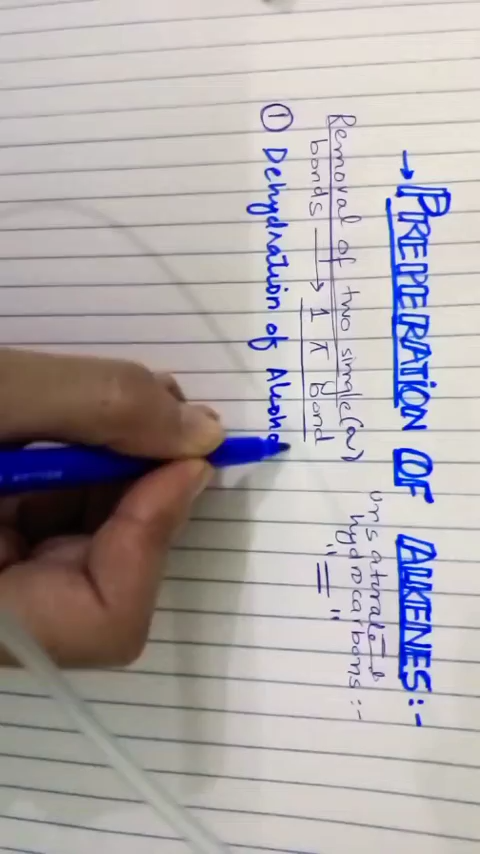 → PREPERATION OF ALKENES:-
unsaturated
hydrocarbons:-
"="
Removal of two single(σ)
bonds → 1 π bond
① Dehydration of Alcoho